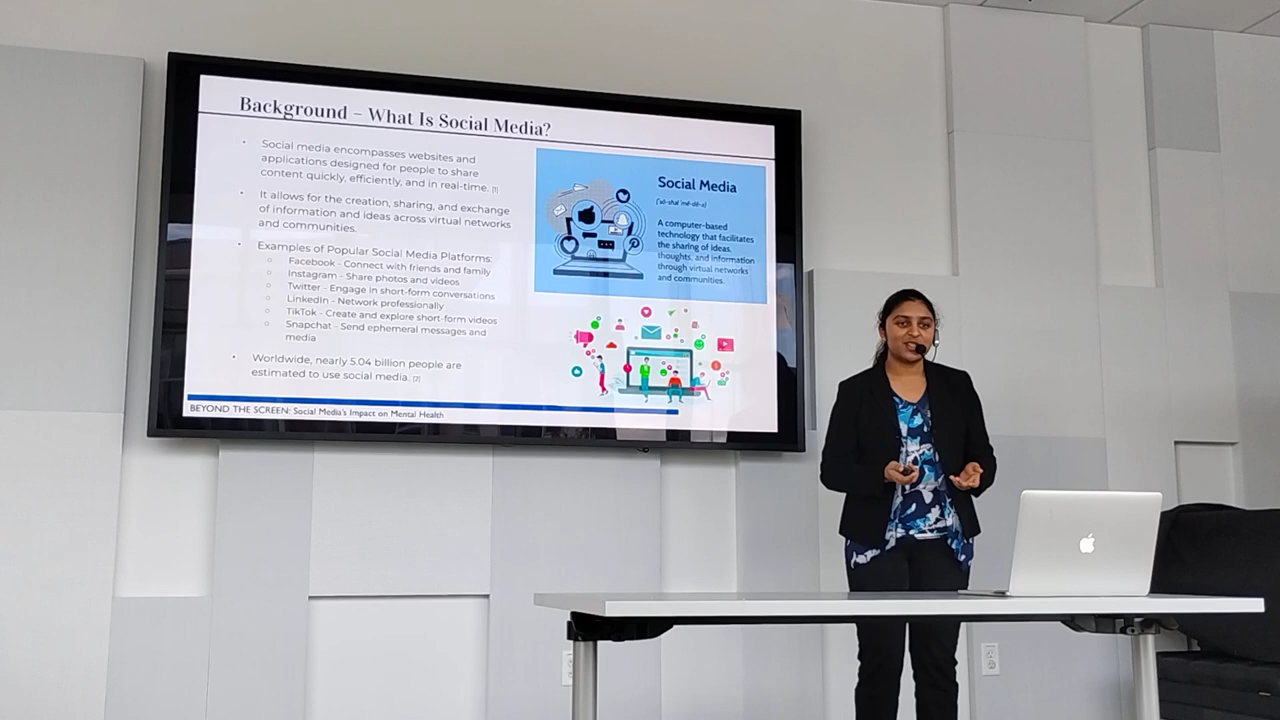 Background – What Is Social Media?
• Social media encompasses websites and
applications designed for people to share
content quickly, efficiently, and in real-time. [1]
• It allows for the creation, sharing, and exchange
of information and ideas across virtual networks
and communities.
• Examples of Popular Social Media Platforms:
○ Facebook - Connect with friends and family
○ Instagram - Share photos and videos
○ Twitter - Engage in short-form conversations
○ LinkedIn - Network professionally
○ TikTok - Create and explore short-form videos
○ Snapchat - Send ephemeral messages and
media
• Worldwide, nearly 5.04 billion people are
estimated to use social media. [2]
Social Media
A computer-based
technology that facilitates
the sharing of ideas,
thoughts, and information
through virtual networks
and communities.
BEYOND THE SCREEN: Social Media's Impact on Mental Health